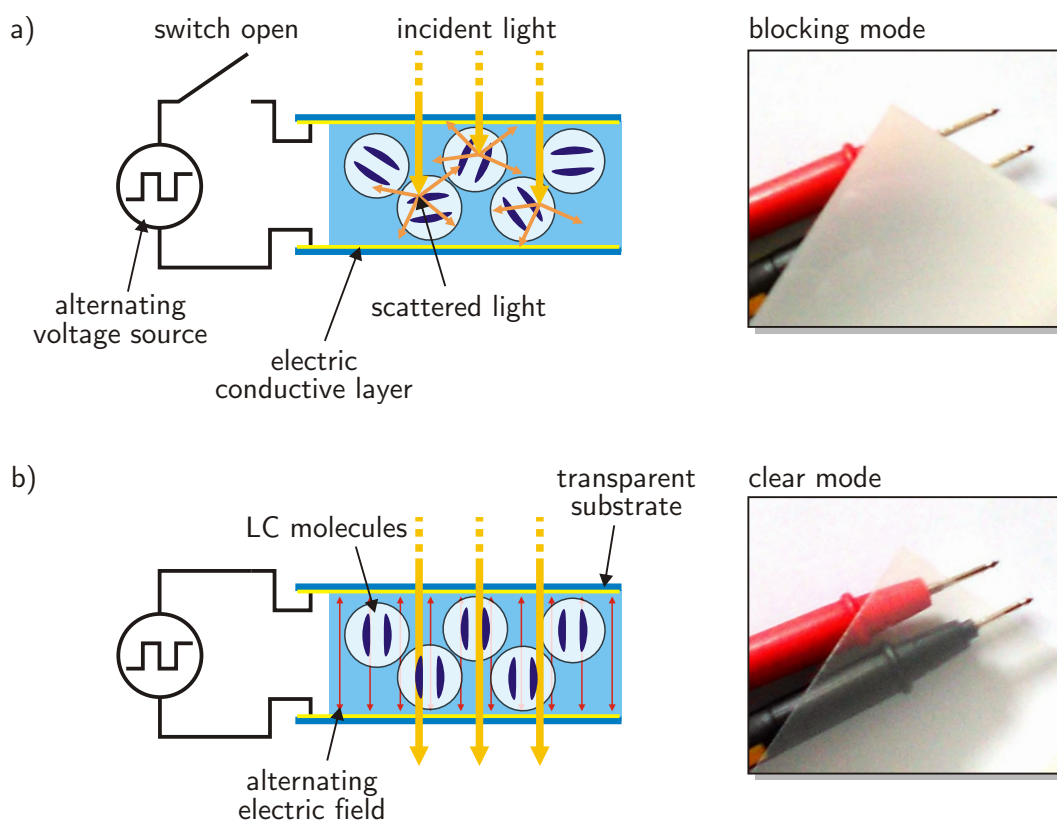 a)
switch open
incident light
blocking mode
alternating
voltage source
scattered light
electric
conductive layer
b)
transparent
substrate
clear mode
LC molecules
alternating
electric field